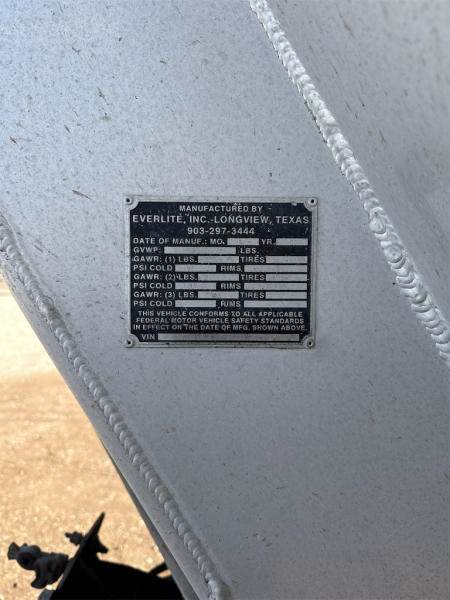 MANUFACTURED BY
EVERLITE, INC.-LONGVIEW, TEXAS
903-297-3444
DATE OF MANUF.: MO. YR.
GVWP: LBS.
GAWR: (1) LBS. TIRES
PSI COLD RIMS
GAWR: (2) LBS. TIRES
PSI COLD RIMS
GAWR: (3) LBS. TIRES
PSI COLD RIMS
THIS VEHICLE CONFORMS TO ALL APPLICABLE
FEDERAL MOTOR VEHICLE SAFETY STANDARDS
IN EFFECT ON THE DATE OF MFG. SHOWN ABOVE.
VIN